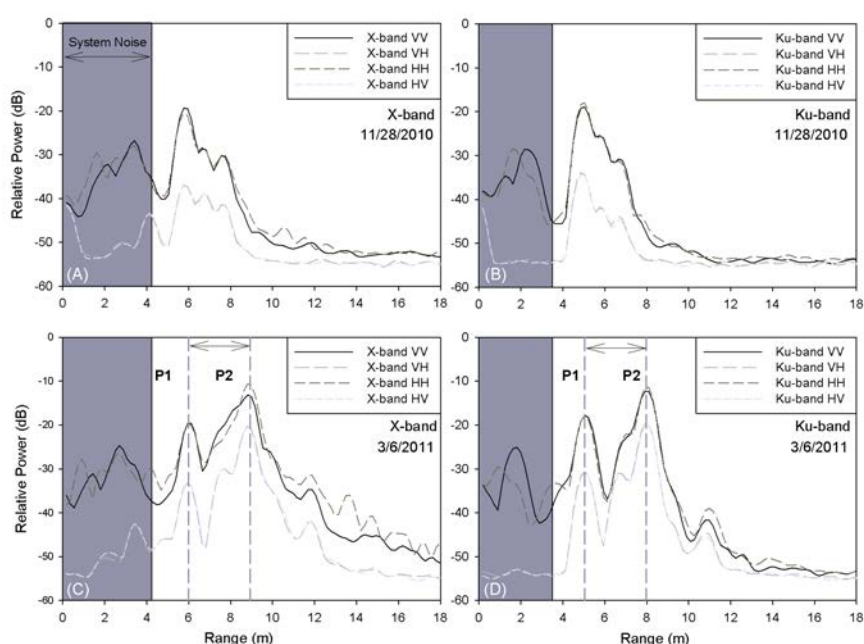 System Noise
X-band VV
X-band VH
X-band HH
X-band HV
X-band
11/28/2010
Relative Power (dB)
0
-10
-20
-30
-40
-50
-60
(A)
0 2 4 6 8 10 12 14 16 18
Ku-band VV
Ku-band VH
Ku-band HH
Ku-band HV
Ku-band
11/28/2010
0
-10
-20
-30
-40
-50
-60
(B)
0 2 4 6 8 10 12 14 16 18
P1 P2
X-band VV
X-band VH
X-band HH
X-band HV
X-band
3/6/2011
Relative Power (dB)
0
-10
-20
-30
-40
-50
-60
(C)
0 2 4 6 8 10 12 14 16 18
Range (m)
P1 P2
Ku-band VV
Ku-band VH
Ku-band HH
Ku-band HV
Ku-band
3/6/2011
0
-10
-20
-30
-40
-50
-60
(D)
0 2 4 6 8 10 12 14 16 18
Range (m)